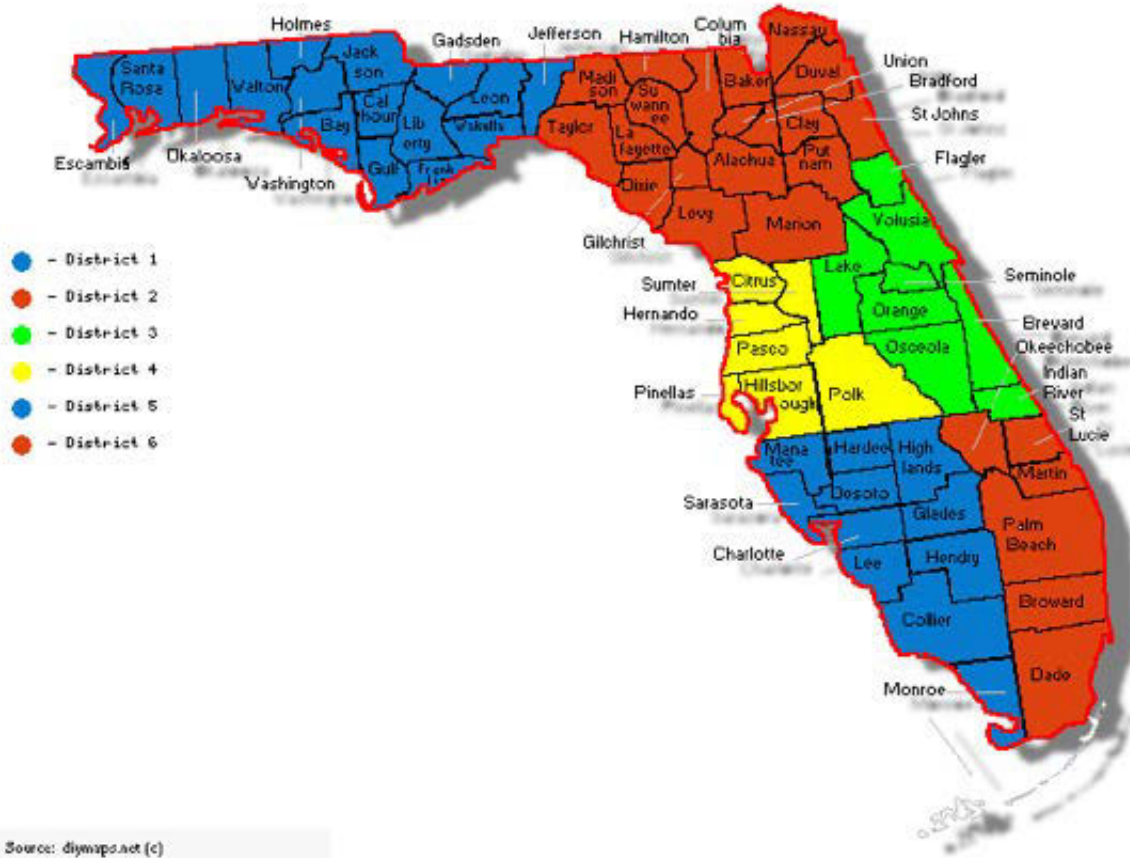 Holmes
Gadsden
Jefferson
Hamilton
Colum
bia
Nassau
Santa
Rosa
Walton
Jack
son
Leon
Madi
son
Su
wann
ee
Baker
Duval
Union
Bradford
St Johns
Cal
houn
Bay
Lib
erty
Wakulla
Taylor
La
fayette
Clay
Put
nam
Alachua
Flagler
Escambia
Okaloosa
Washington
Gulf
Frank
lin
Dixie
Levy
Marion
Volusia
Gilchrist
- District 1
- District 2
- District 3
- District 4
- District 5
- District 6
Sumter
Citrus
Lake
Seminole
Hernando
Orange
Brevard
Pasco
Osceola
Okeechobee
Indian
River
Pinellas
Hillsbor
ough
Polk
St
Lucie
Mana
tee
Hardee
High
lands
Martin
Sarasota
Desoto
Glades
Palm
Beach
Charlotte
Lee
Hendry
Broward
Collier
Dade
Monroe
Source: diymaps.net (c)